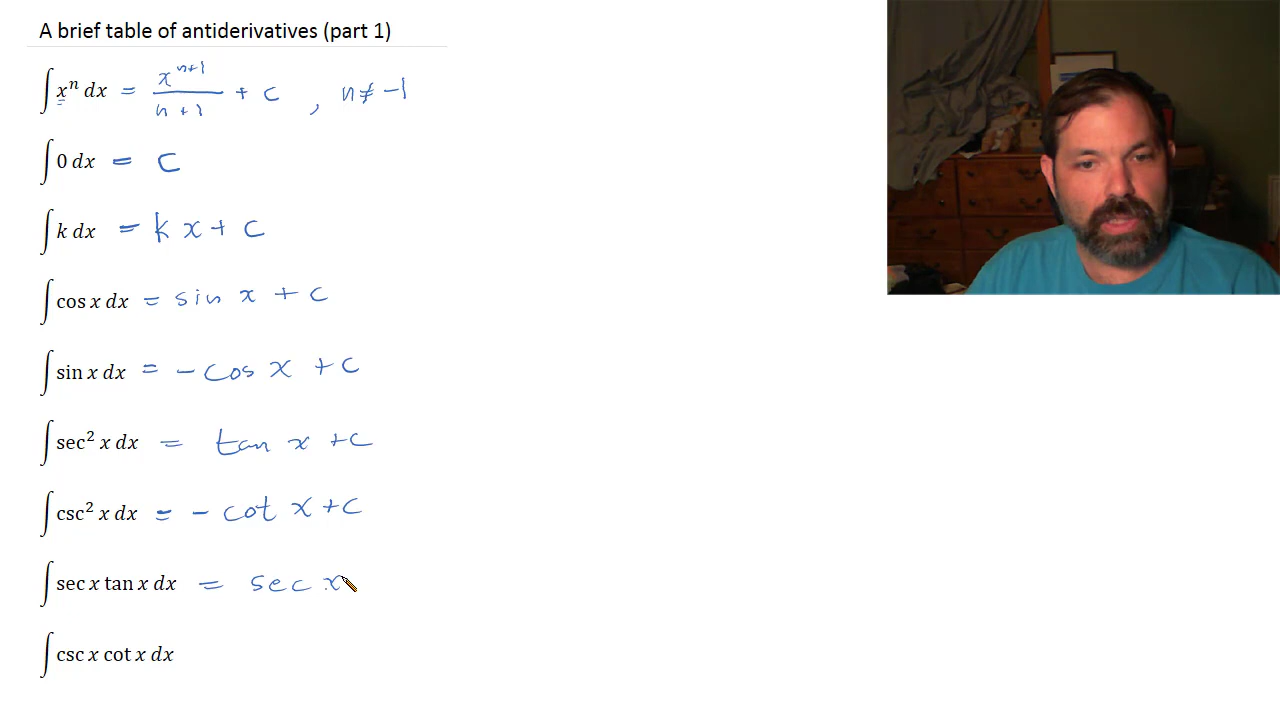 A brief table of antiderivatives (part 1)
∫ xⁿ dx = xⁿ⁺¹/(n+1) + c , n ≠ -1
∫ 0 dx = c
∫ k dx = k x + c
∫ cos x dx = sin x + c
∫ sin x dx = - cos x + c
∫ sec² x dx = tan x + c
∫ csc² x dx = - cot x + c
∫ sec x tan x dx = sec x
∫ csc x cot x dx